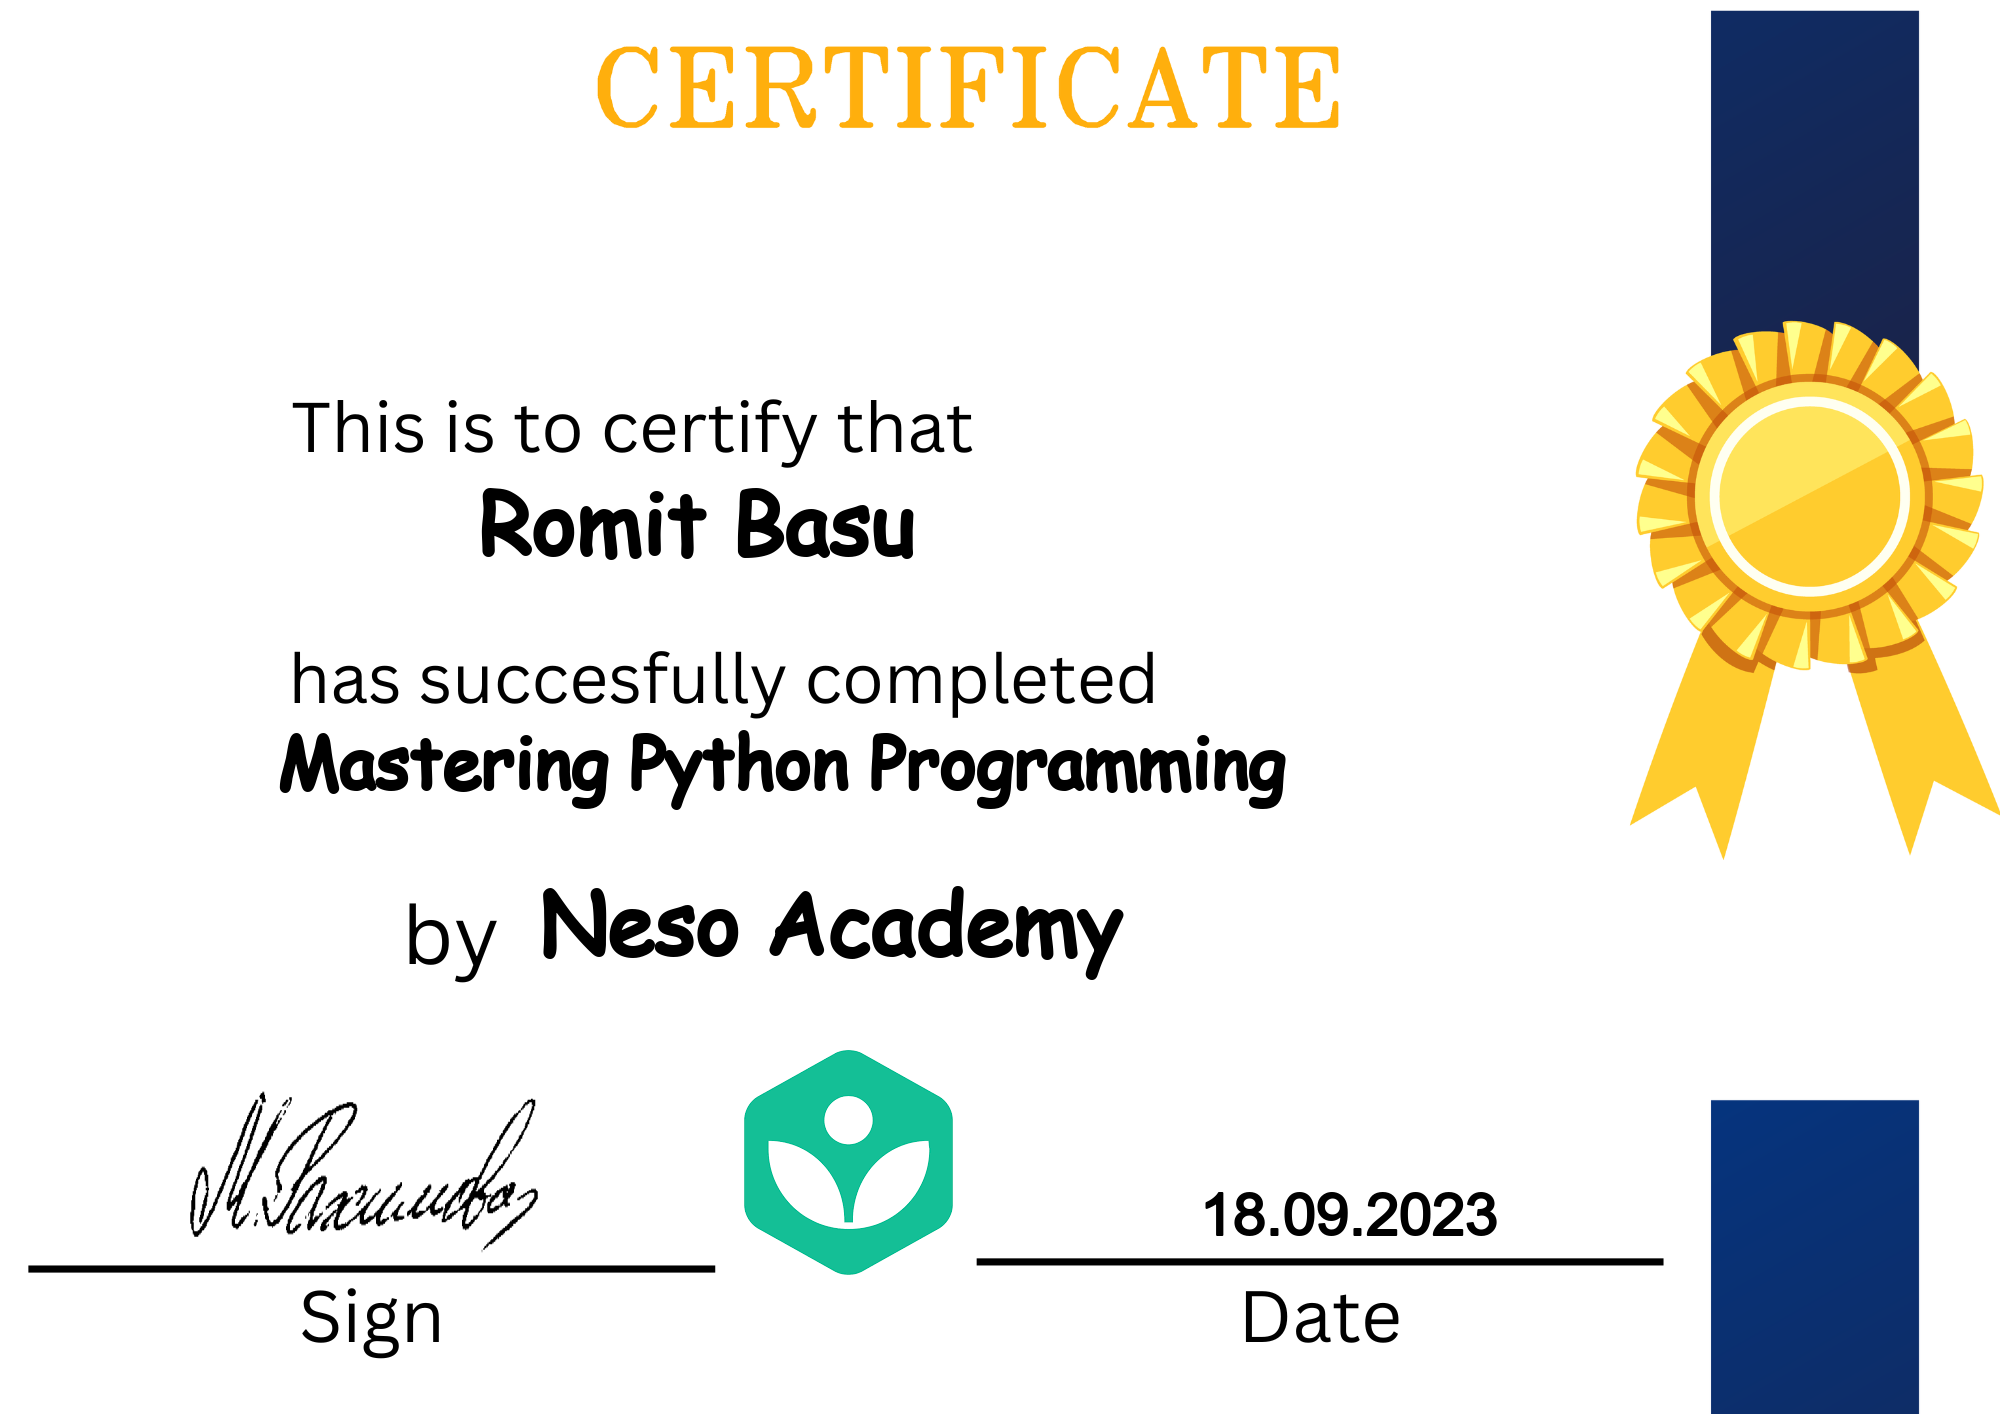 CERTIFICATE
This is to certify that
Romit Basu
has succesfully completed
Mastering Python Programming
by Neso Academy
18.09.2023
Sign
Date